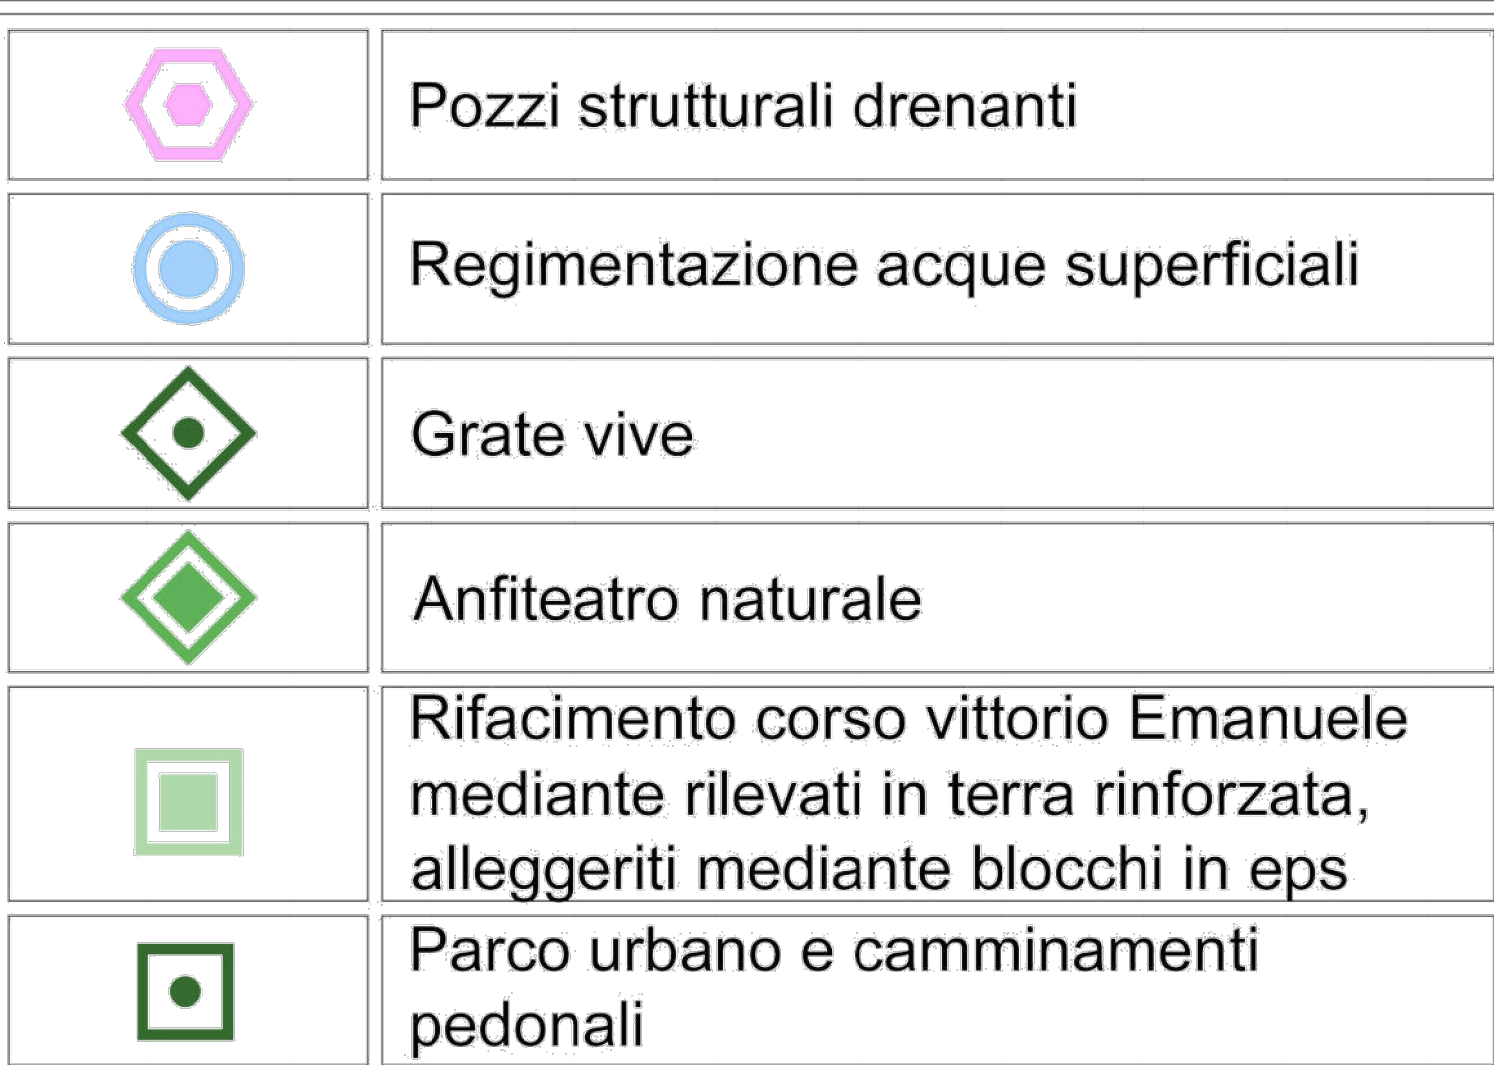 Pozzi strutturali drenanti
Regimentazione acque superficiali
Grate vive
Anfiteatro naturale
Rifacimento corso vittorio Emanuele
mediante rilevati in terra rinforzata,
alleggeriti mediante blocchi in eps
Parco urbano e camminamenti
pedonali